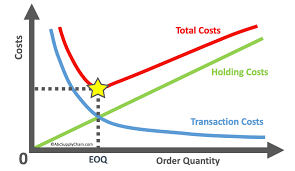 Costs
Total Costs
Holding Costs
Transaction Costs
©AbcSupplyChain.com
0
EOQ
Order Quantity